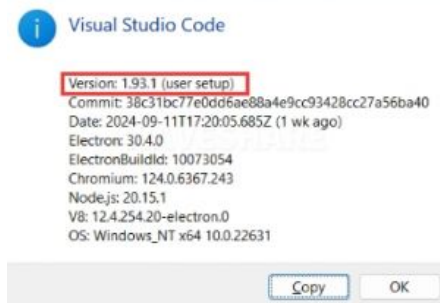 Visual Studio Code
Version: 1.93.1 (user setup)
Commit: 38c31bc77e0dd6ae88a4e9cc93428cc27a56ba40
Date: 2024-09-11T17:20:05.685Z (1 wk ago)
Electron: 30.4.0
ElectronBuildId: 10073054
Chromium: 124.0.6367.243
Node.js: 20.15.1
V8: 12.4.254.20-electron.0
OS: Windows_NT x64 10.0.22631
Copy OK